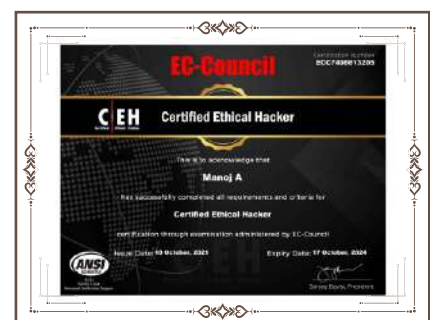 Certification Number
EC-Council
C|EH
Certified Ethical Hacker
This is to acknowledge that
Manoj A
has successfully completed all requirements and criteria for
Certified Ethical Hacker
certification through examination administered by EC-Council
Issue Date: 10 October, 2021
Expiry Date: 17 October, 2024
ANSI
Sanjay Bavisi, President